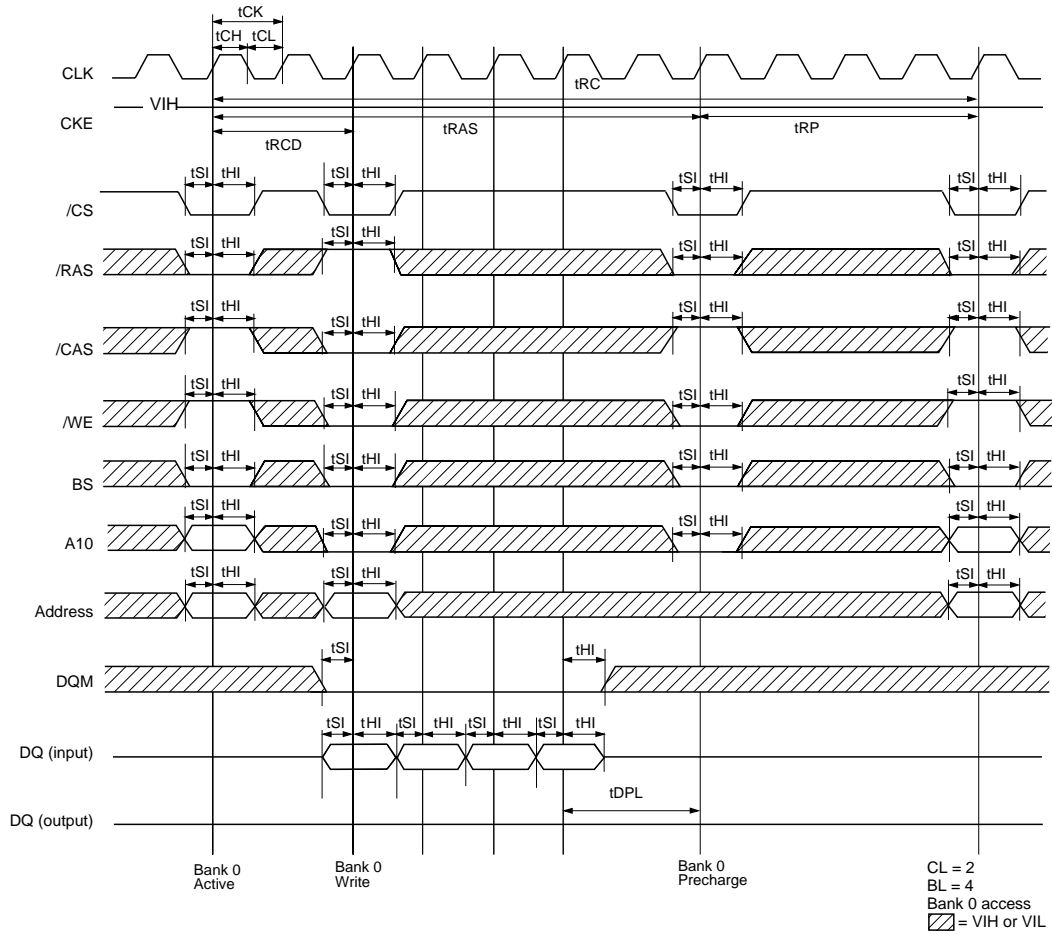 tCK
tCH tCL
CLK
tRC
VIH
CKE
tRAS tRP
tRCD
tSI tHI tSI tHI tSI tHI tSI tHI
/CS
tSI tHI tSI tHI tSI tHI tSI tHI
/RAS
tSI tHI tSI tHI tSI tHI tSI tHI
/CAS
tSI tHI tSI tHI tSI tHI tSI tHI
/WE
tSI tHI tSI tHI tSI tHI tSI tHI
BS
tSI tHI tSI tHI tSI tHI tSI tHI
A10
tSI tHI tSI tHI tSI tHI
Address
tSI tHI
DQM
tSI tHI tSI tHI tSI tHI tSI tHI
DQ (input)
tDPL
DQ (output)
Bank 0
Active
Bank 0
Write
Bank 0
Precharge
CL = 2
BL = 4
Bank 0 access
= VIH or VIL